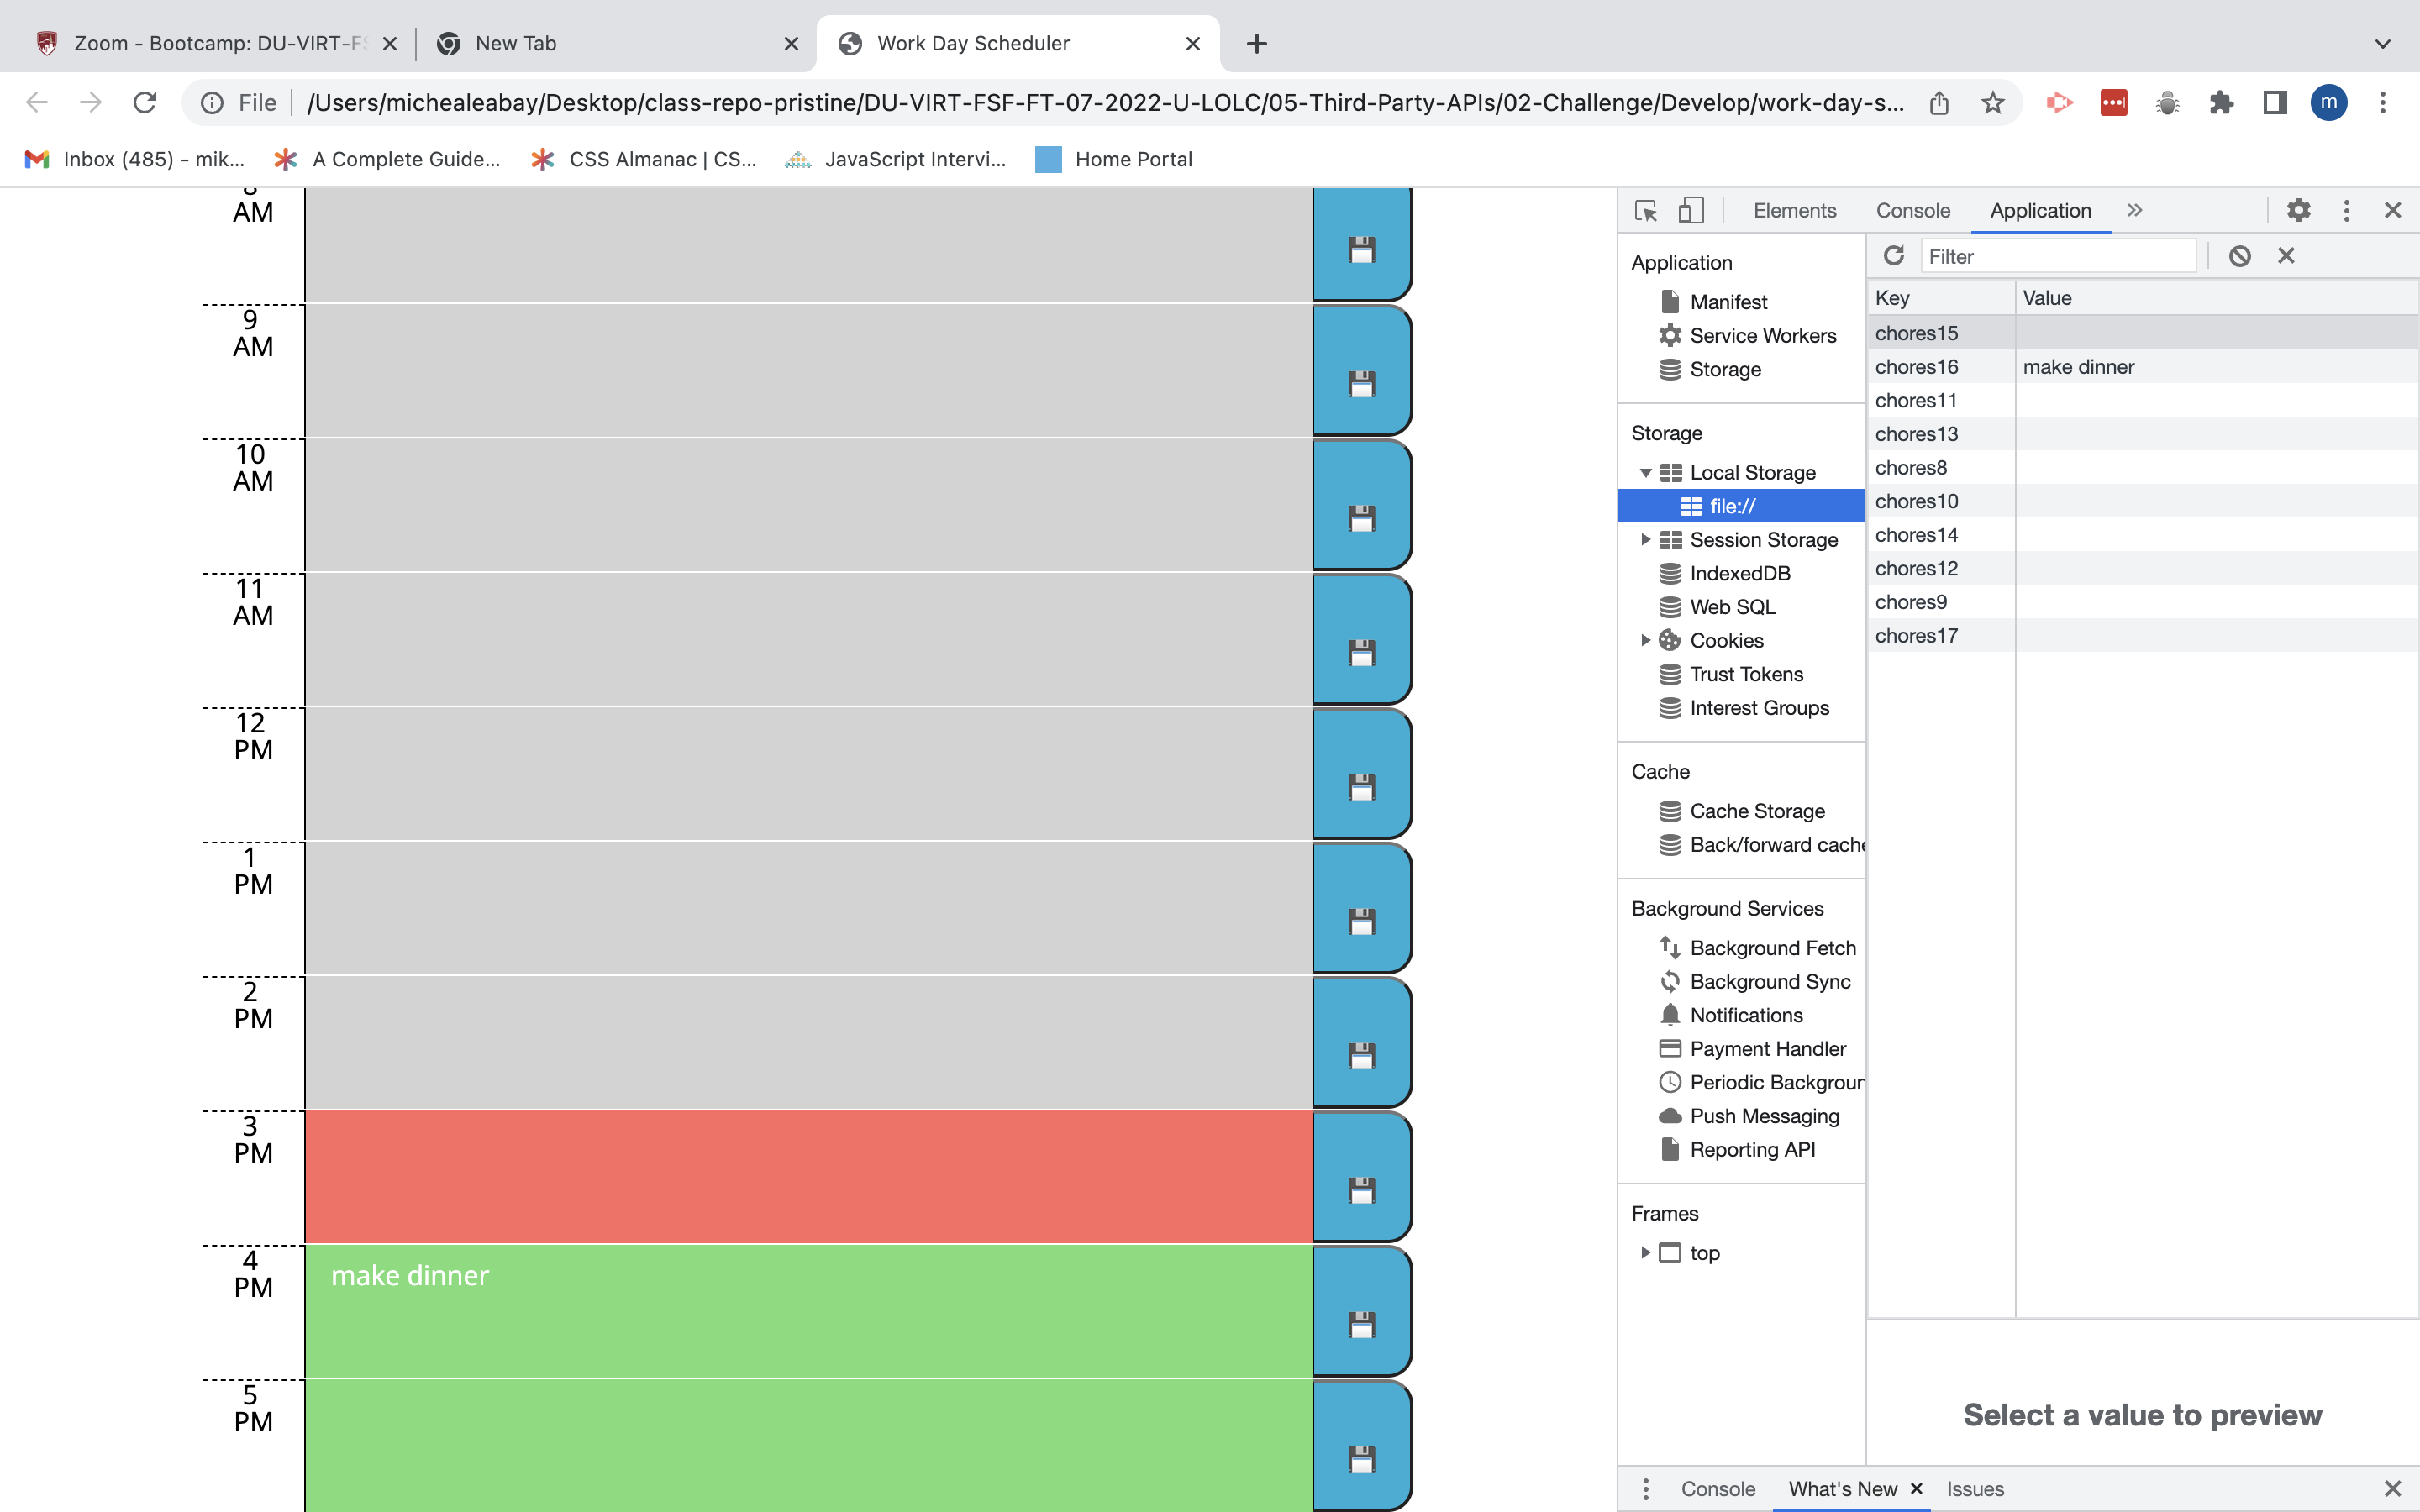 Zoom - Bootcamp: DU-VIRT-FS
New Tab
Work Day Scheduler
File
/Users/michealeabay/Desktop/class-repo-pristine/DU-VIRT-FSF-FT-07-2022-U-LOLC/05-Third-Party-APIs/02-Challenge/Develop/work-day-s...
m
Inbox (485) - mik...
A Complete Guide...
CSS Almanac | CS...
JavaScript Intervi...
Home Portal
8
AM
9
AM
10
AM
11
AM
12
PM
1
PM
2
PM
3
PM
4
PM
make dinner
5
PM
Elements
Console
Application
Application
Manifest
Service Workers
Storage
Storage
Local Storage
file://
Session Storage
IndexedDB
Web SQL
Cookies
Trust Tokens
Interest Groups
Cache
Cache Storage
Back/forward cache
Background Services
Background Fetch
Background Sync
Notifications
Payment Handler
Periodic Backgroun
Push Messaging
Reporting API
Frames
top
Filter
Key Value
chores15
chores16 make dinner
chores11
chores13
chores8
chores10
chores14
chores12
chores9
chores17
Select a value to preview
Console
What's New
Issues